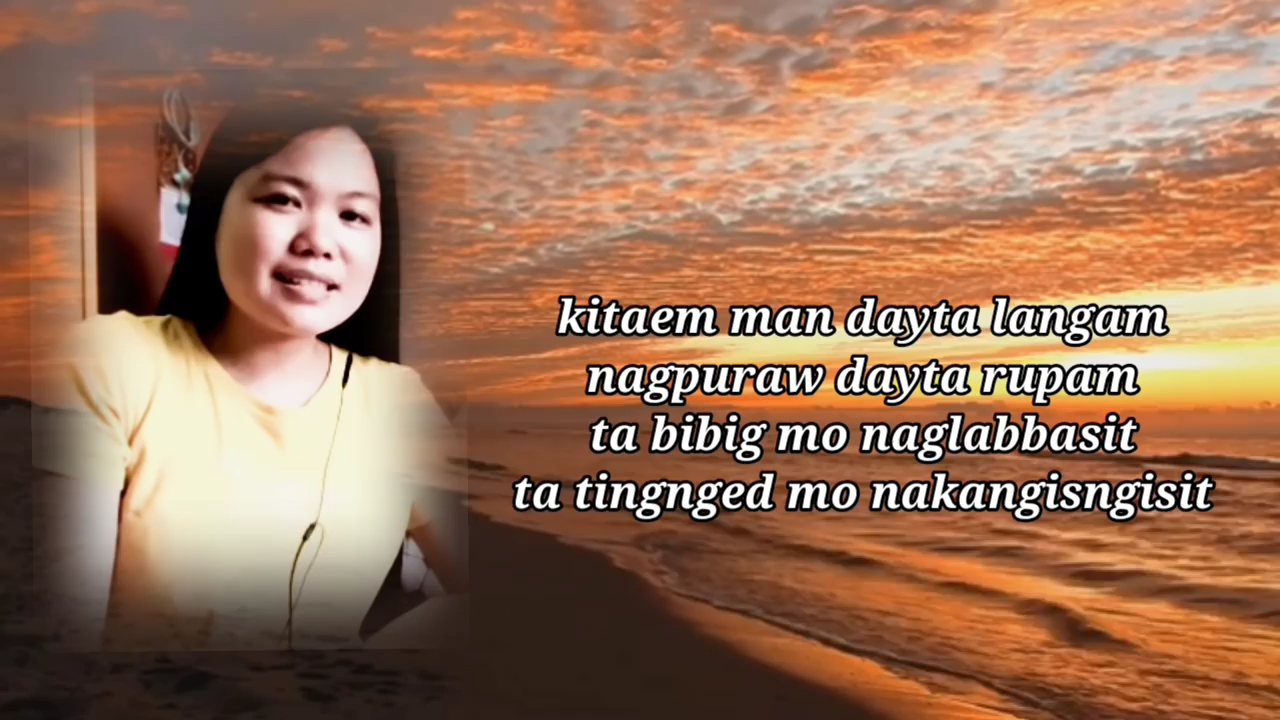 kitaem man dayta langam
nagpuraw dayta rupam
ta bibig mo naglabbasit
ta tingnged mo nakangisngisit